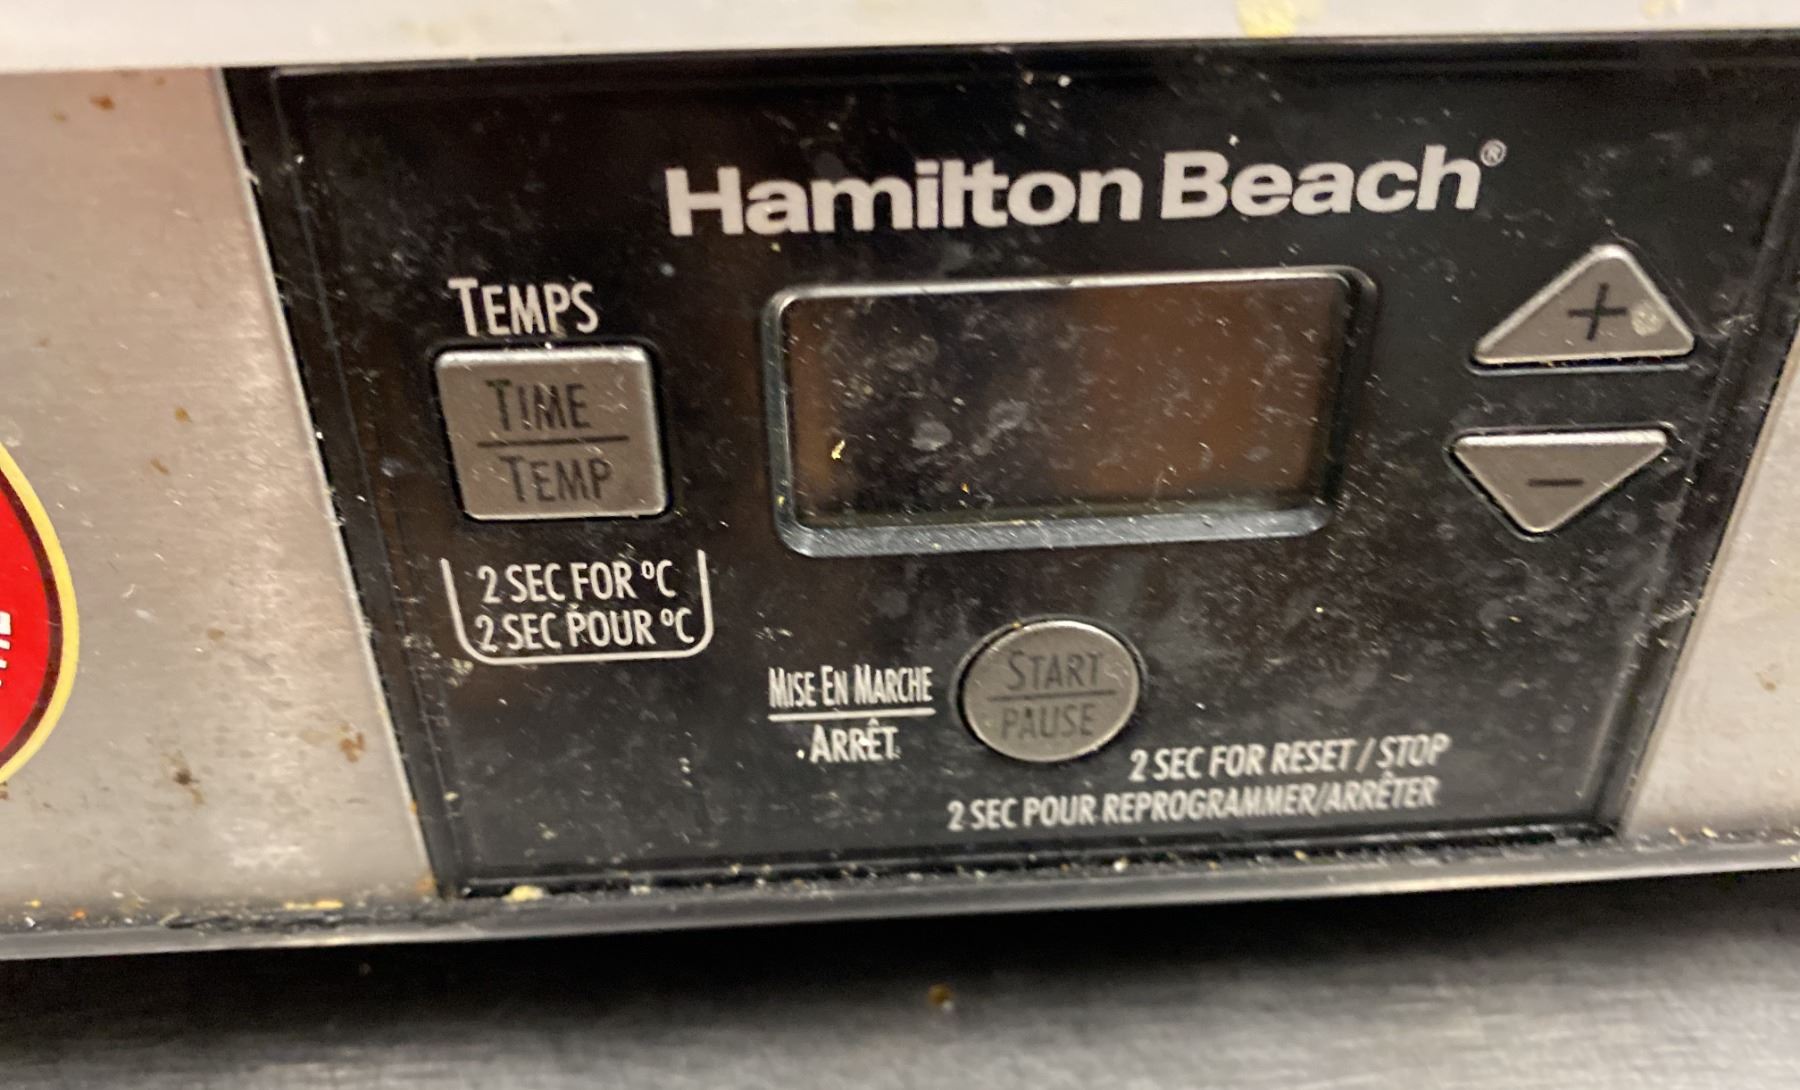 Hamilton Beach®
TEMPS
TIME
TEMP
+
−
2 SEC FOR °C
2 SEC POUR °C
MISE EN MARCHE
ARRÊT
START
PAUSE
2 SEC FOR RESET / STOP
2 SEC POUR REPROGRAMMER/ARRÊTER